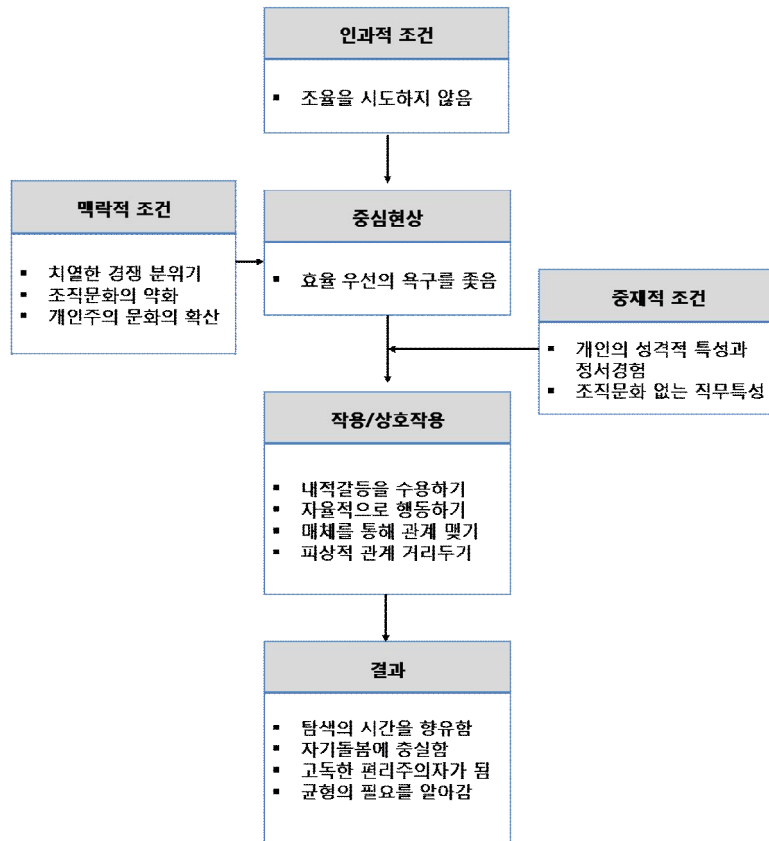 인과적 조건
▪ 조율을 시도하지 않음
맥락적 조건
▪ 치열한 경쟁 분위기
▪ 조직문화의 약화
▪ 개인주의 문화의 확산
중심현상
▪ 효율 우선의 욕구를 좇음
중재적 조건
▪ 개인의 성격적 특성과
정서경험
▪ 조직문화 없는 직무특성
작용/상호작용
▪ 내적갈등을 수용하기
▪ 자율적으로 행동하기
▪ 매체를 통해 관계 맺기
▪ 피상적 관계 거리두기
결과
▪ 탐색의 시간을 향유함
▪ 자기돌봄에 충실함
▪ 고독한 편리주의자가 됨
▪ 균형의 필요를 알아감